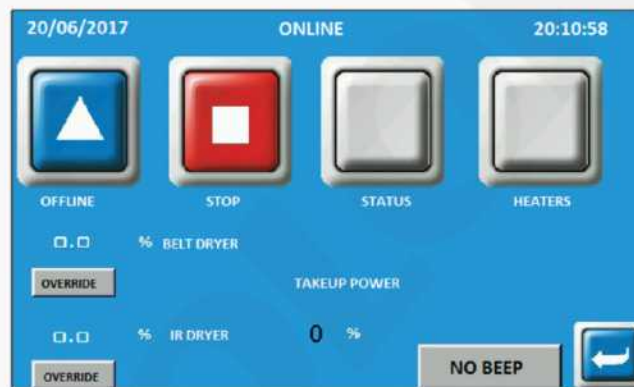 20/06/2017 ONLINE 20:10:58
OFFLINE STOP STATUS HEATERS
0.0 % BELT DRYER
OVERRIDE TAKEUP POWER
0.0 % IR DRYER 0 %
OVERRIDE NO BEEP